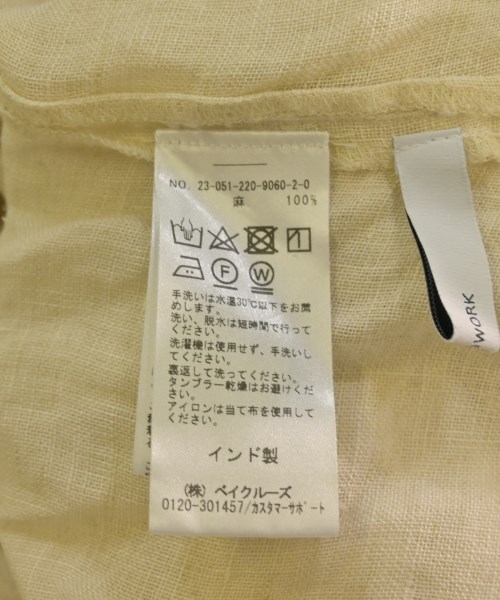 NO. 23-051-220-9060-2-0
麻 100%
F W
手洗いは水温30℃以下をお薦
めします。
洗い、脱水は短時間で行って
ください。
洗濯機は使用せず、手洗いし
てください。
裏返して洗ってください。
タンブラー乾燥はお避けくださ
い。
アイロンは当て布を使用して
ください。
インド製
(株) ベイクルーズ
0120-301457/カスタマーサポート
WORK